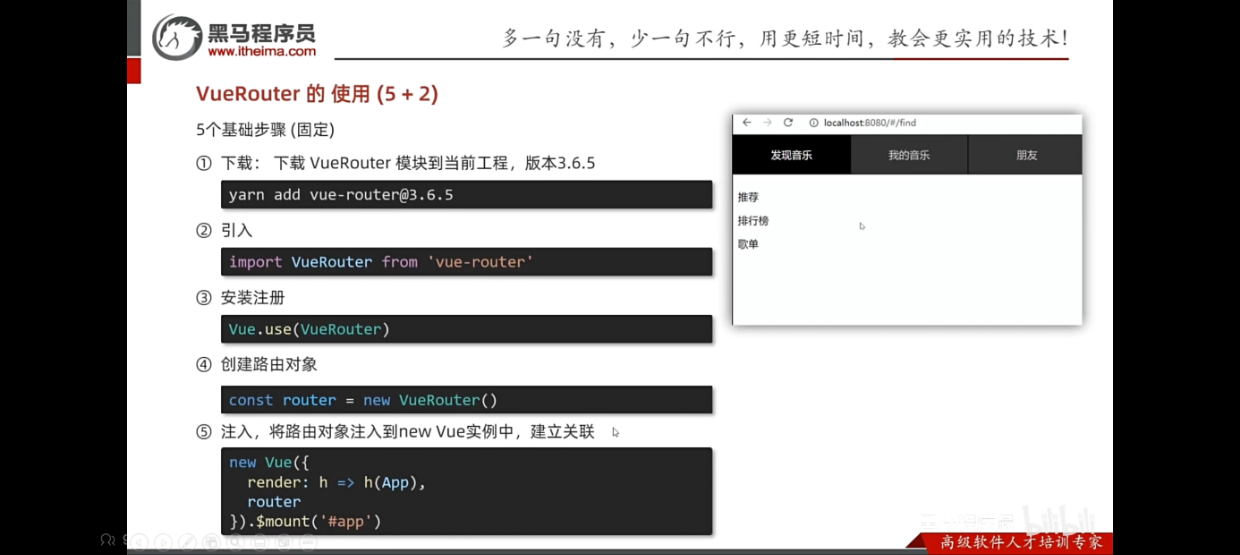 黑马程序员
www.itheima.com
多一句没有，少一句不行，用更短时间，教会更实用的技术！
VueRouter 的 使用 (5 + 2)
5个基础步骤 (固定)
① 下载： 下载 VueRouter 模块到当前工程，版本3.6.5
yarn add vue-router@3.6.5
② 引入
import VueRouter from 'vue-router'
③ 安装注册
Vue.use(VueRouter)
④ 创建路由对象
const router = new VueRouter()
⑤ 注入，将路由对象注入到new Vue实例中，建立关联
new Vue({
render: h => h(App),
router
}).$mount('#app')
localhost:8080/#/find
发现音乐 我的音乐 朋友
推荐
排行榜
歌单
bilibili
高级软件人才培训专家